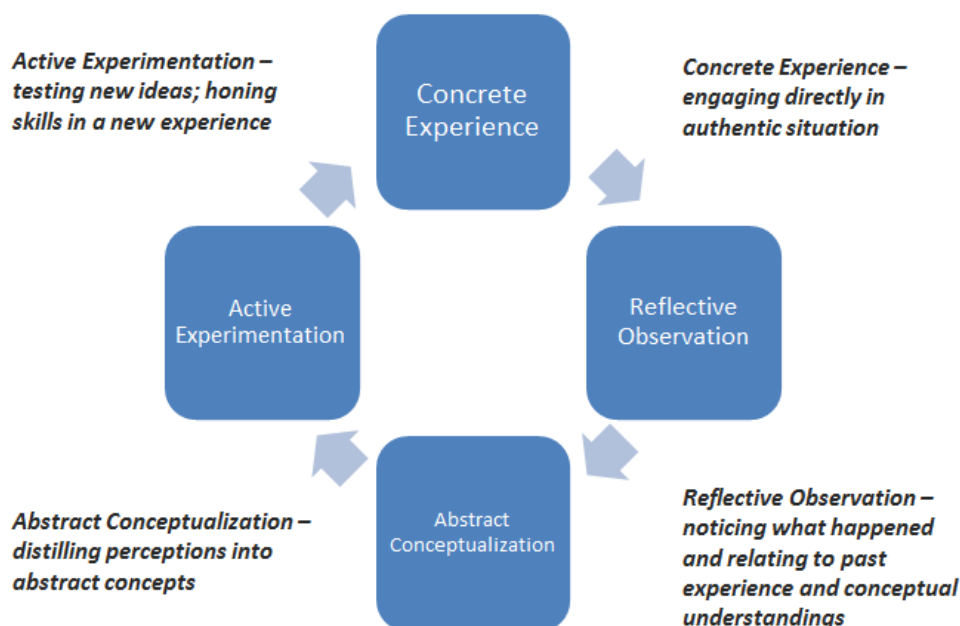 Active Experimentation –
testing new ideas; honing
skills in a new experience
Concrete
Experience
Concrete Experience –
engaging directly in
authentic situation
Active
Experimentation
Reflective
Observation
Abstract Conceptualization –
distilling perceptions into
abstract concepts
Abstract
Conceptualization
Reflective Observation –
noticing what happened
and relating to past
experience and conceptual
understandings